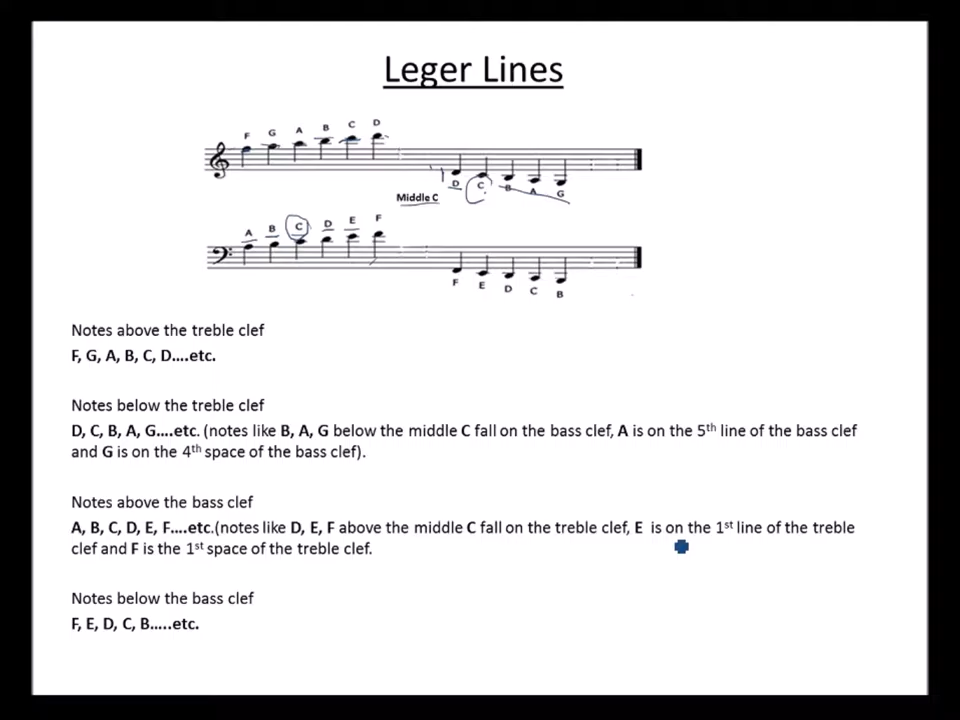 Leger Lines
F G A B C D
D C B A G
Middle C
A B C D E F
F E D C B
Notes above the treble clef
F, G, A, B, C, D....etc.
Notes below the treble clef
D, C, B, A, G....etc. (notes like B, A, G below the middle C fall on the bass clef, A is on the 5th line of the bass clef
and G is on the 4th space of the bass clef).
Notes above the bass clef
A, B, C, D, E, F....etc.(notes like D, E, F above the middle C fall on the treble clef, E is on the 1st line of the treble
clef and F is the 1st space of the treble clef.
Notes below the bass clef
F, E, D, C, B.....etc.